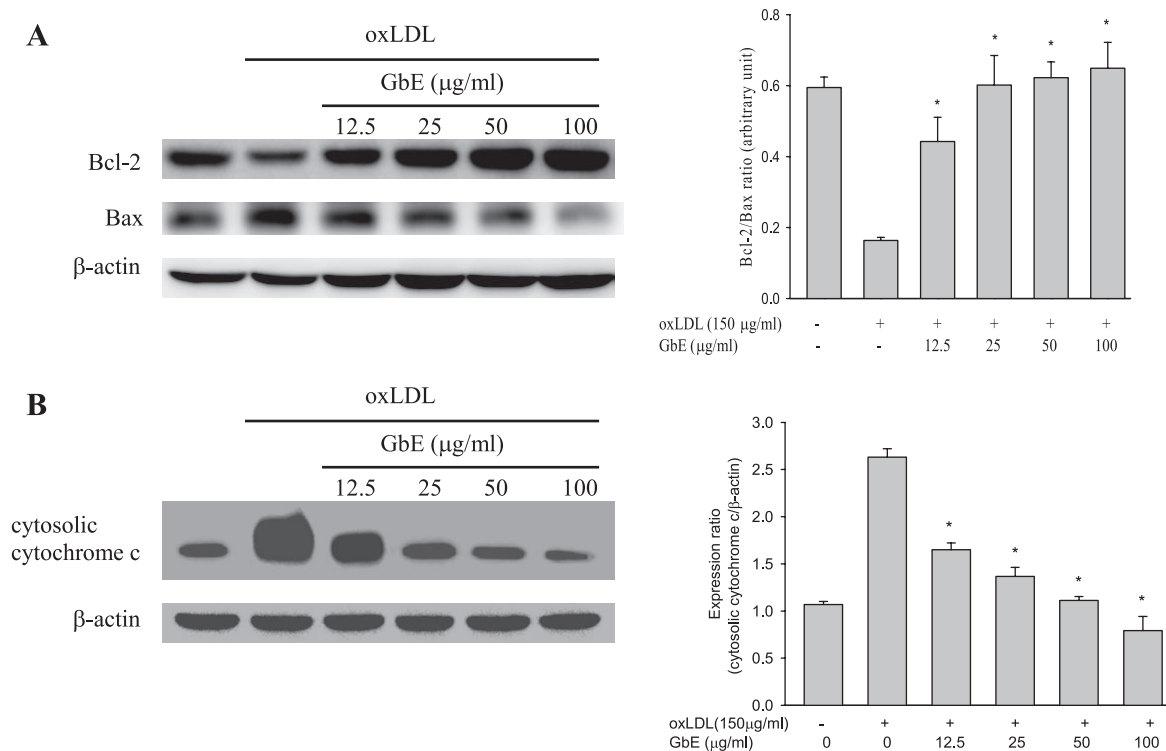 A
oxLDL
GbE (μg/ml)
12.5 25 50 100
Bcl-2
Bax
β-actin
Bcl-2/Bax ratio (arbitrary unit)
0.8
0.6
0.4
0.2
0.0
* * * *
oxLDL (150 μg/ml) - + + + + +
GbE (μg/ml) - - 12.5 25 50 100
B
oxLDL
GbE (μg/ml)
12.5 25 50 100
cytosolic
cytochrome c
β-actin
Expression ratio
(cytosolic cytochrome c/β-actin)
3.0
2.5
2.0
1.5
1.0
0.5
0.0
* * * *
oxLDL(150μg/ml) - + + + + +
GbE (μg/ml) 0 0 12.5 25 50 100